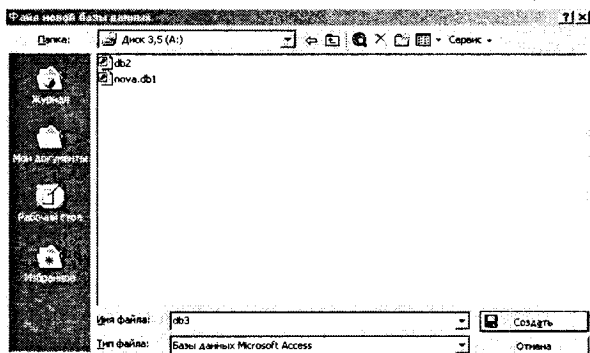 Файл новой базы данных
Папка: Диск 3,5 (A:) Сервис
db2
nova.db1
Журнал
Мои документы
Рабочий стол
Избранное
Имя файла: db3 Создать
Тип файла: Базы данных Microsoft Access Отмена